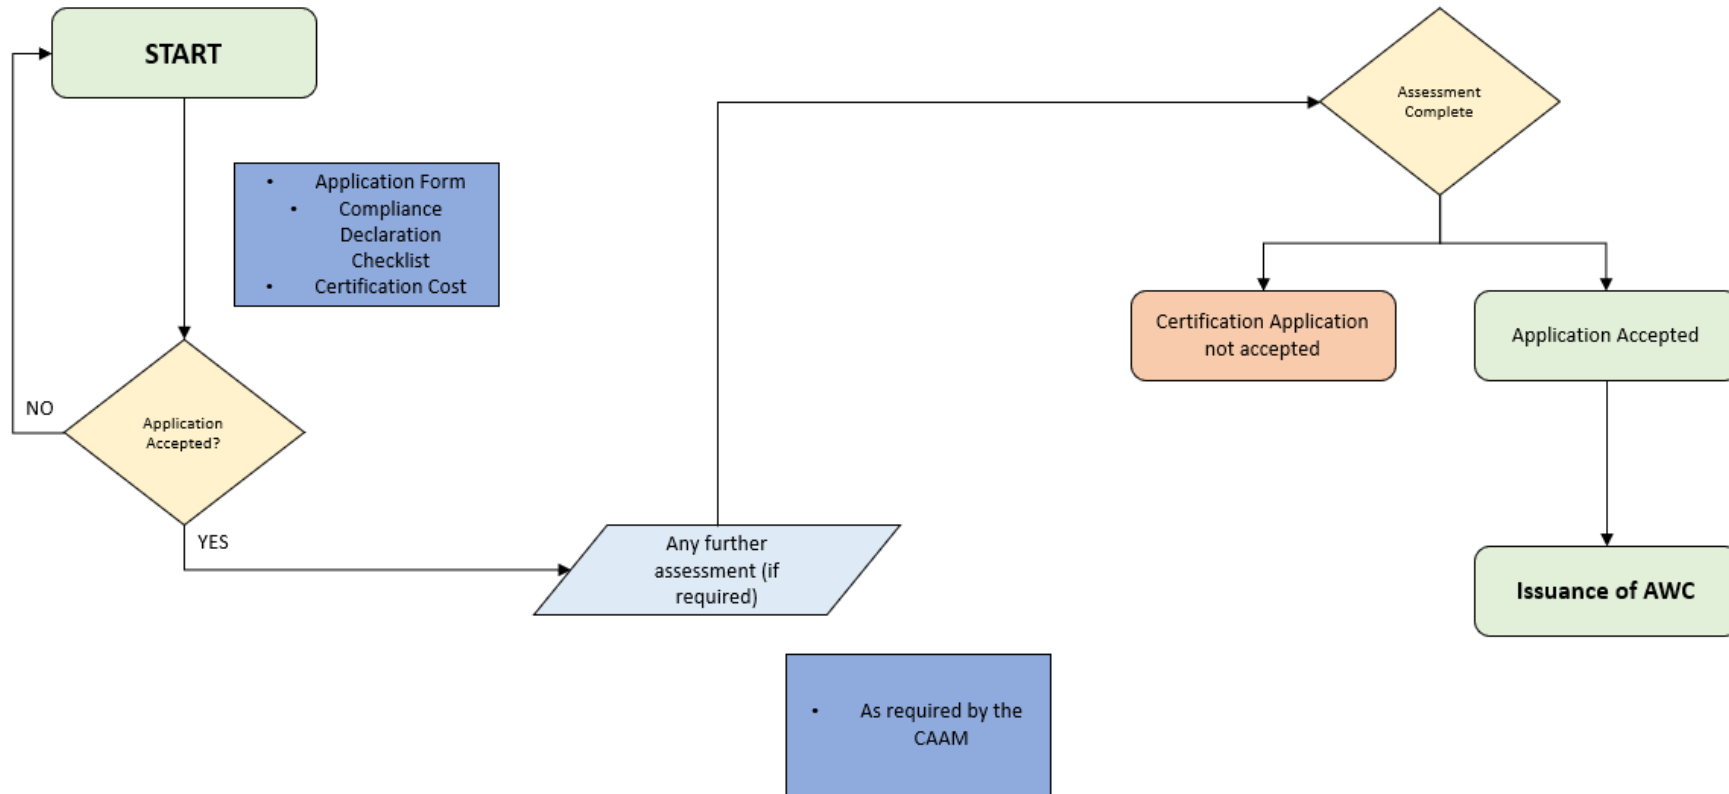 START
• Application Form
• Compliance
Declaration
Checklist
• Certification Cost
NO
Application
Accepted?
YES
Any further
assessment (if
required)
• As required by the
CAAM
Assessment
Complete
Certification Application
not accepted
Application Accepted
Issuance of AWC